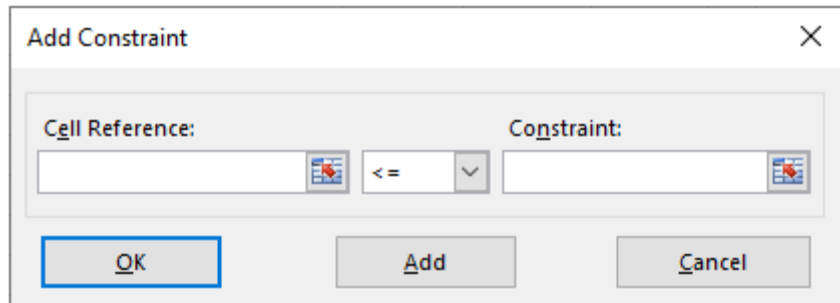 Add Constraint
Cell Reference:
Constraint:
<=
OK
Add
Cancel